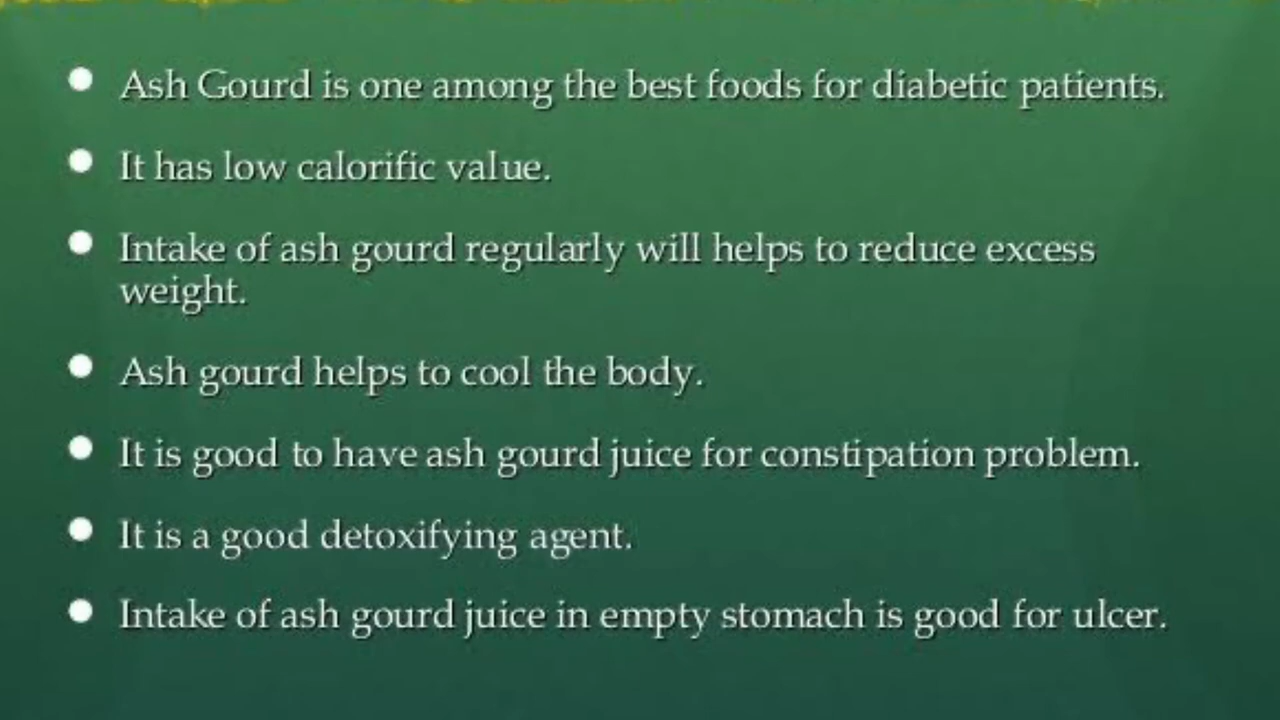 Ash Gourd is one among the best foods for diabetic patients.
It has low calorific value.
Intake of ash gourd regularly will helps to reduce excess
weight.
Ash gourd helps to cool the body.
It is good to have ash gourd juice for constipation problem.
It is a good detoxifying agent.
Intake of ash gourd juice in empty stomach is good for ulcer.